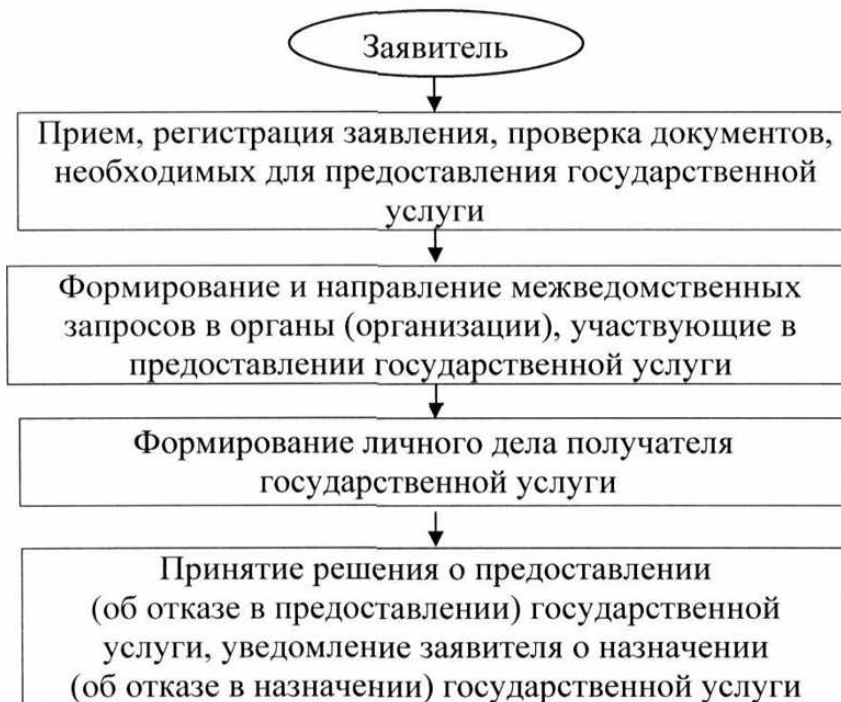 Заявитель
Прием, регистрация заявления, проверка документов,
необходимых для предоставления государственной
услуги
Формирование и направление межведомственных
запросов в органы (организации), участвующие в
предоставлении государственной услуги
Формирование личного дела получателя
государственной услуги
Принятие решения о предоставлении
(об отказе в предоставлении) государственной
услуги, уведомление заявителя о назначении
(об отказе в назначении) государственной услуги